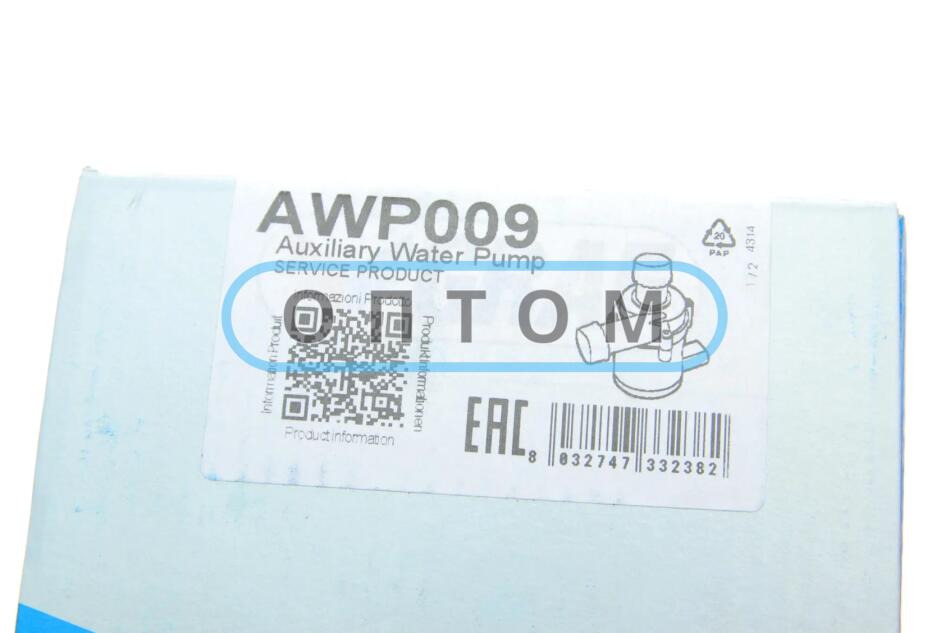 AWP009
Auxiliary Water Pump
SERVICE PRODUCT
Informazioni Prodotto
Information Produit
Produktinformationen
Product information
ОПТОМ
20
PAP
1/2 4314
EAC
8 032747 332382